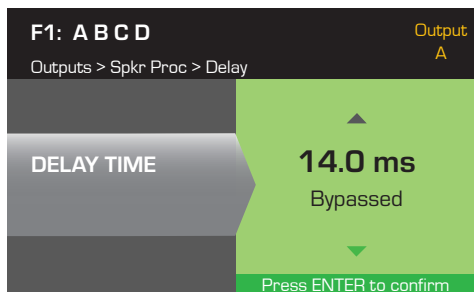 F1: A B C D
Output
A
Outputs > Spkr Proc > Delay
DELAY TIME
14.0 ms
Bypassed
Press ENTER to confirm